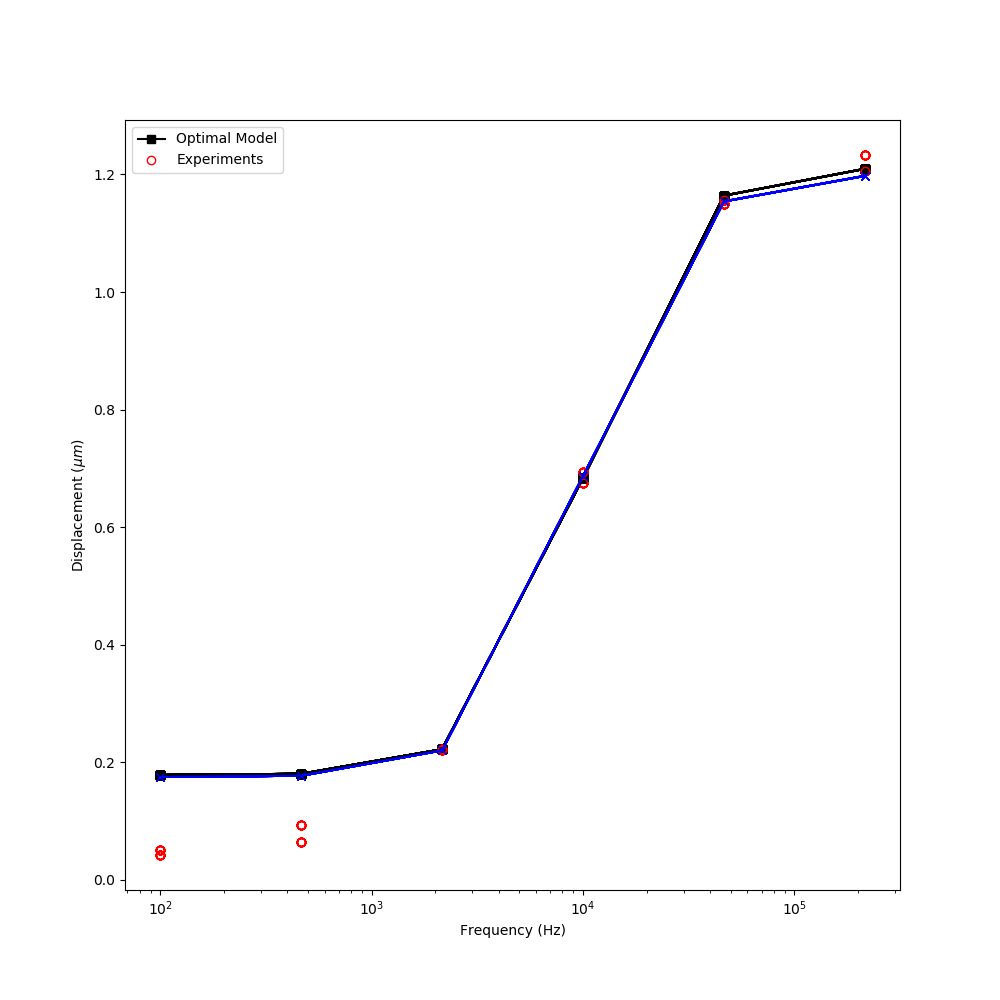 Optimal Model
Experiments
1.2
1.0
0.8
0.6
0.4
0.2
0.0
Displacement (μm)
10² 10³ 10⁴ 10⁵
Frequency (Hz)